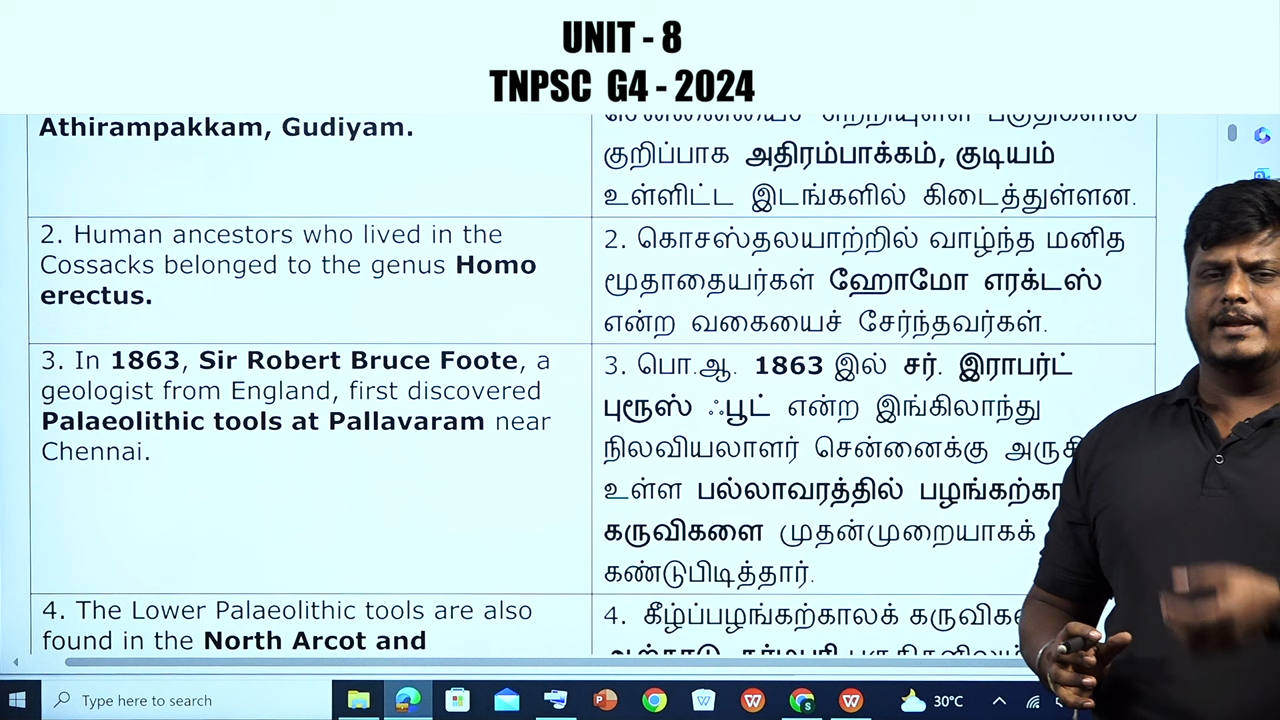 UNIT - 8
TNPSC G4 - 2024
Athirampakkam, Gudiyam.
குறிப்பாக அதிரம்பாக்கம், குடியம்
உள்ளிட்ட இடங்களில் கிடைத்துள்ளன.
2. Human ancestors who lived in the
Cossacks belonged to the genus Homo
erectus.
2. கொசஸ்தலயாற்றில் வாழ்ந்த மனித
மூதாதையர்கள் ஹோமோ எரக்டஸ்
என்ற வகையைச் சேர்ந்தவர்கள்.
3. In 1863, Sir Robert Bruce Foote, a
geologist from England, first discovered
Palaeolithic tools at Pallavaram near
Chennai.
3. பொ.ஆ. 1863 இல் சர். இராபர்ட்
புரூஸ் ஃபூட் என்ற இங்கிலாந்து
நிலவியலாளர் சென்னைக்கு
உள்ள பல்லாவரத்தில்
கருவிகளை முதன்முறையாகக்
கண்டுபிடித்தார்.
4. The Lower Palaeolithic tools are also
found in the North Arcot and
4. கீழ்ப்பழங்கற்காலக்
Type here to search
30°C